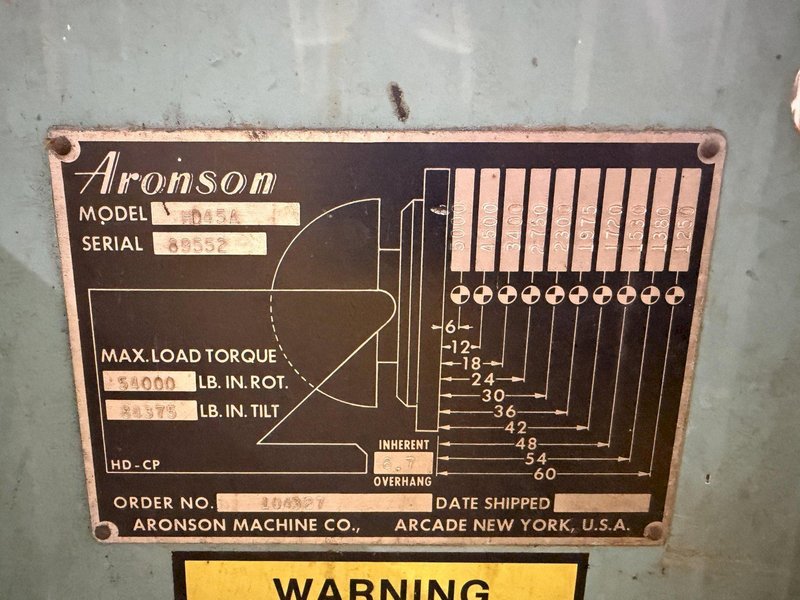 Aronson
MODEL HD45A
SERIAL 89552
5000 4500 3400 2750 2300 1975 1720 1530 1380 1250
6
12
18
24
30
36
42
48
54
60
MAX. LOAD TORQUE
54000 LB. IN. ROT.
84375 LB. IN. TILT
HD-CP
INHERENT
6.7
OVERHANG
ORDER NO. DATE SHIPPED
ARONSON MACHINE CO., ARCADE NEW YORK, U.S.A.
WARNING